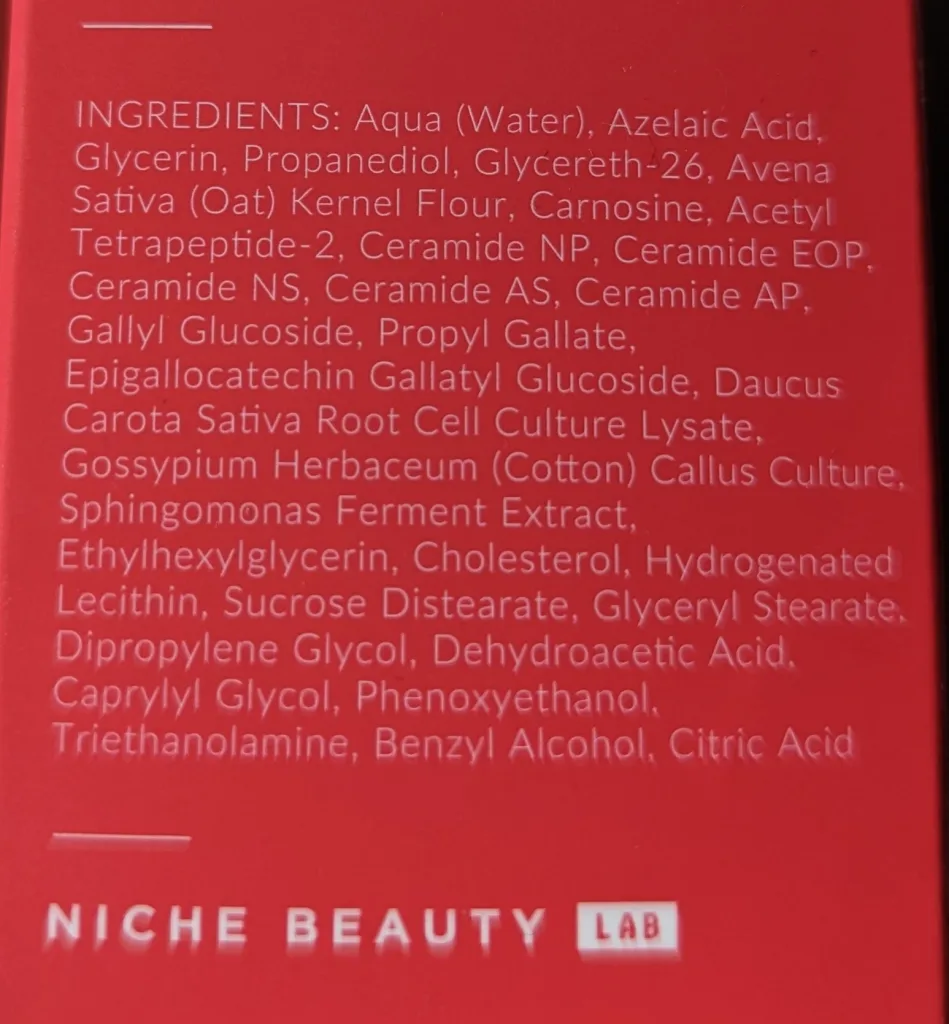 INGREDIENTS: Aqua (Water), Azelaic Acid,
Glycerin, Propanediol, Glycereth-26, Avena
Sativa (Oat) Kernel Flour, Carnosine, Acetyl
Tetrapeptide-2, Ceramide NP, Ceramide EOP,
Ceramide NS, Ceramide AS, Ceramide AP,
Gallyl Glucoside, Propyl Gallate,
Epigallocatechin Gallatyl Glucoside, Daucus
Carota Sativa Root Cell Culture Lysate,
Gossypium Herbaceum (Cotton) Callus Culture,
Sphingomonas Ferment Extract,
Ethylhexylglycerin, Cholesterol, Hydrogenated
Lecithin, Sucrose Distearate, Glyceryl Stearate,
Dipropylene Glycol, Dehydroacetic Acid,
Caprylyl Glycol, Phenoxyethanol,
Triethanolamine, Benzyl Alcohol, Citric Acid
NICHE BEAUTY LAB